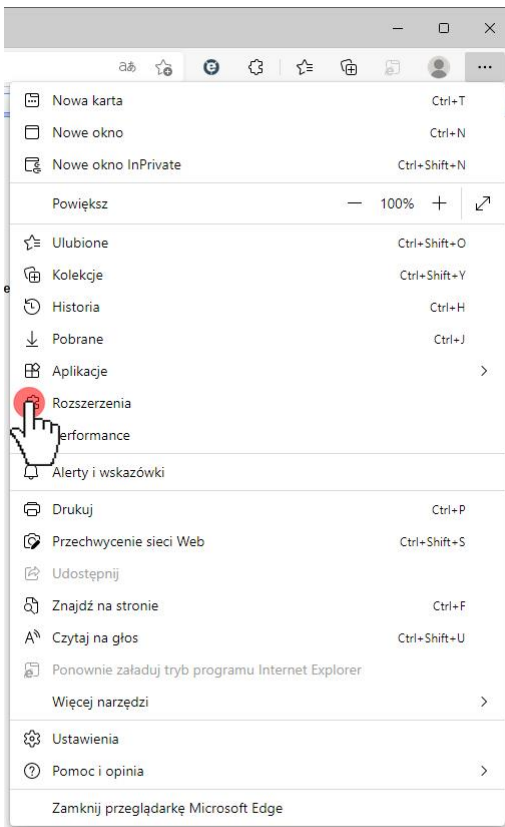 aあ
Nowa karta Ctrl+T
Nowe okno Ctrl+N
Nowe okno InPrivate Ctrl+Shift+N
Powiększ — 100% +
Ulubione Ctrl+Shift+O
Kolekcje Ctrl+Shift+Y
e
Historia Ctrl+H
Pobrane Ctrl+J
Aplikacje
Rozszerzenia
erformance
Alerty i wskazówki
Drukuj Ctrl+P
Przechwycenie sieci Web Ctrl+Shift+S
Udostępnij
Znajdź na stronie Ctrl+F
Czytaj na głos Ctrl+Shift+U
Ponownie załaduj tryb programu Internet Explorer
Więcej narzędzi
Ustawienia
Pomoc i opinia
Zamknij przeglądarkę Microsoft Edge